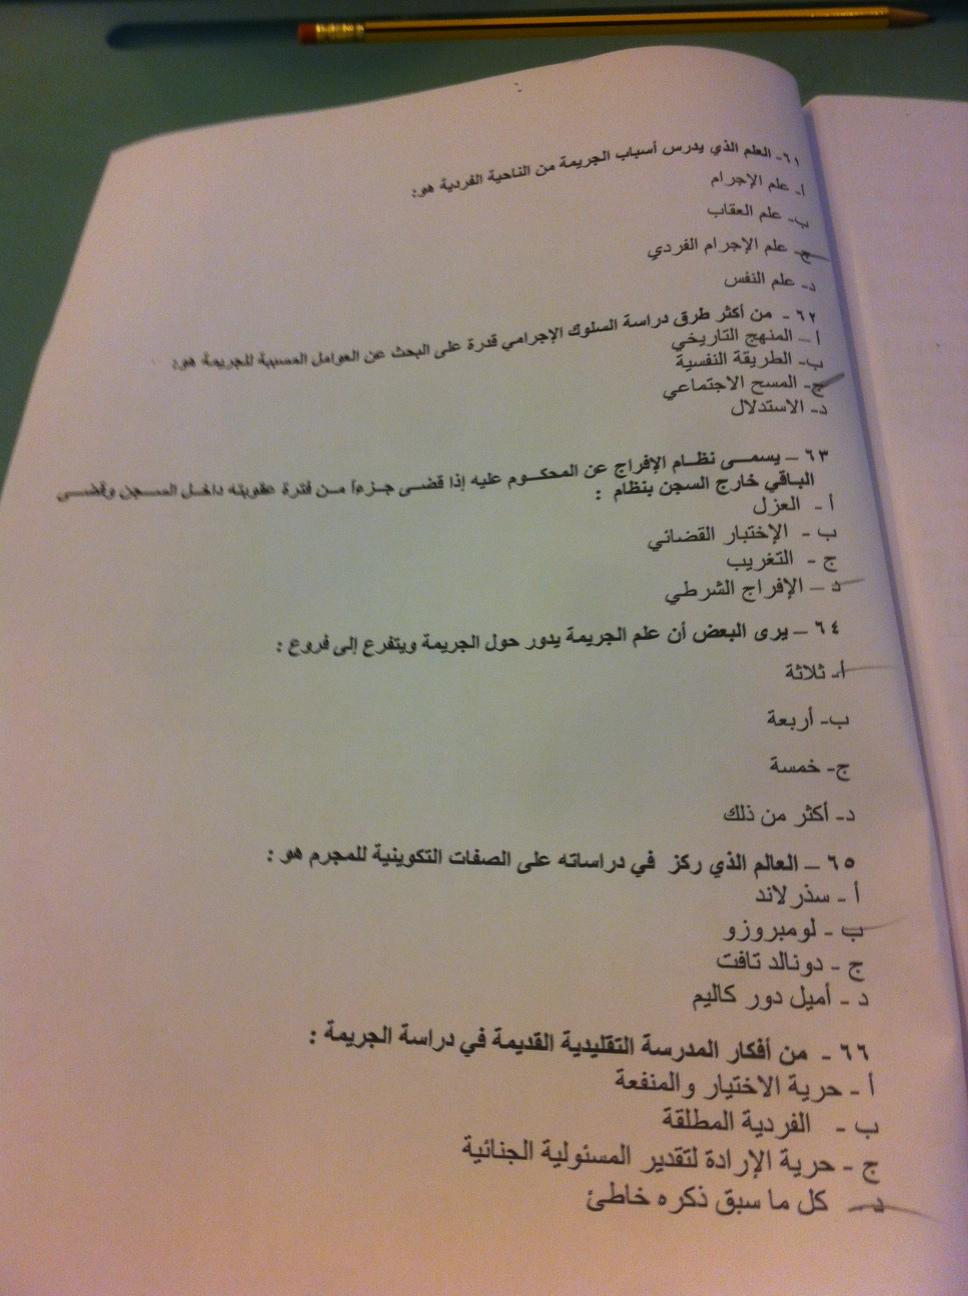 ٦١- العلم الذي يدرس أسباب الجريمة من الناحية الفردية هو:
أ- علم الإجرام
ب- علم العقاب
ج- علم الإجرام الفردي
د- علم النفس
٦٢ - من أكثر طرق دراسة السلوك الإجرامي قدرة على البحث عن العوامل المسببة للجريمة هو:
أ - المنهج التاريخي
ب- الطريقة النفسية
ج- المسح الاجتماعي
د- الاستدلال
٦٣ – يسمى نظام الإفراج عن المحكوم عليه إذا قضى جزءاً من فترة عقوبته داخل السجن وقضى
الباقي خارج السجن بنظام :
أ - العزل
ب - الإختبار القضائي
ج - التغريب
د – الإفراج الشرطي
٦٤ – يرى البعض أن علم الجريمة يدور حول الجريمة ويتفرع إلى فروع :
أ- ثلاثة
ب- أربعة
ج- خمسة
د- أكثر من ذلك
٦٥ – العالم الذي ركز في دراساته على الصفات التكوينية للمجرم هو :
أ - سذرلاند
ب - لومبروزو
ج - دونالد تافت
د - أميل دور كاليم
٦٦ - من أفكار المدرسة التقليدية القديمة في دراسة الجريمة :
أ - حرية الاختيار والمنفعة
ب - الفردية المطلقة
ج - حرية الإرادة لتقدير المسئولية الجنائية
د- كل ما سبق ذكره خاطئ